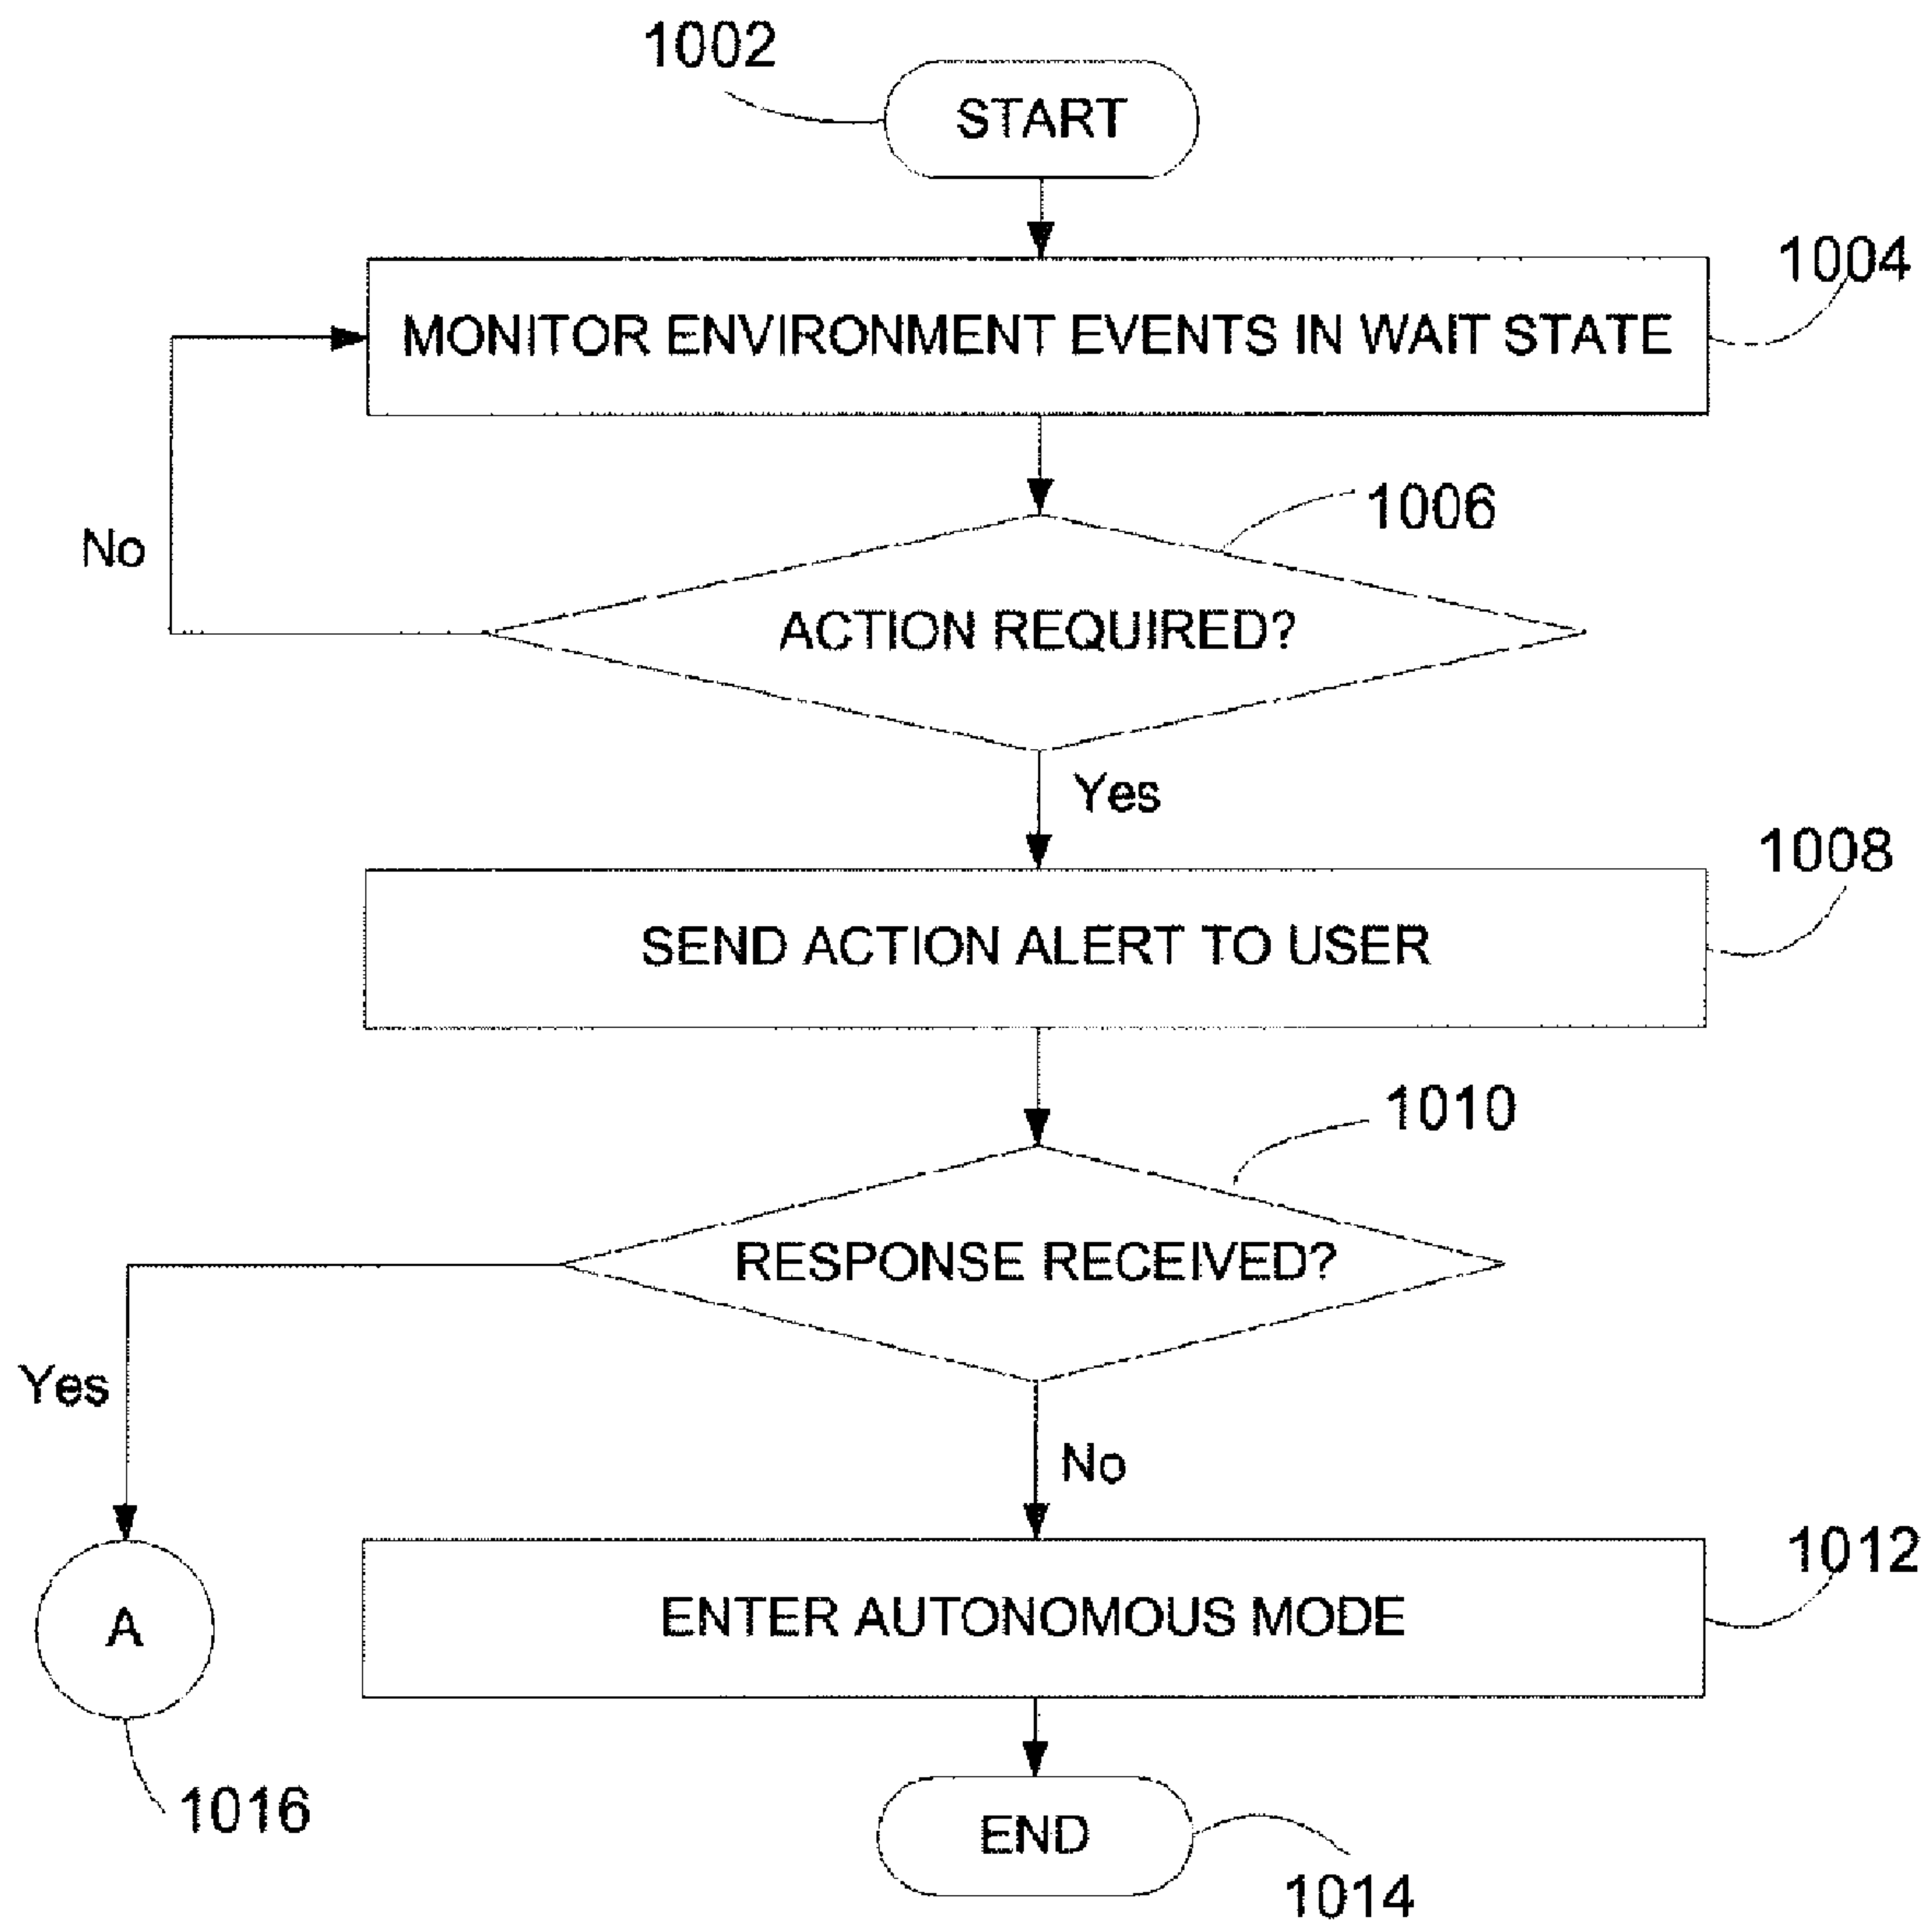 1002
START
1004
MONITOR ENVIRONMENT EVENTS IN WAIT STATE
1006
No
ACTION REQUIRED?
Yes
1008
SEND ACTION ALERT TO USER
1010
RESPONSE RECEIVED?
Yes
No
1012
ENTER AUTONOMOUS MODE
A
1016
END
1014